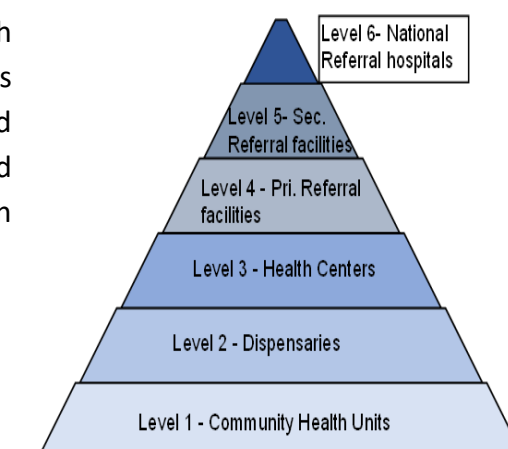 Level 6- National
Referral hospitals
Level 5- Sec.
Referral facilities
Level 4 - Pri. Referral
facilities
Level 3 - Health Centers
Level 2 - Dispensaries
Level 1 - Community Health Units